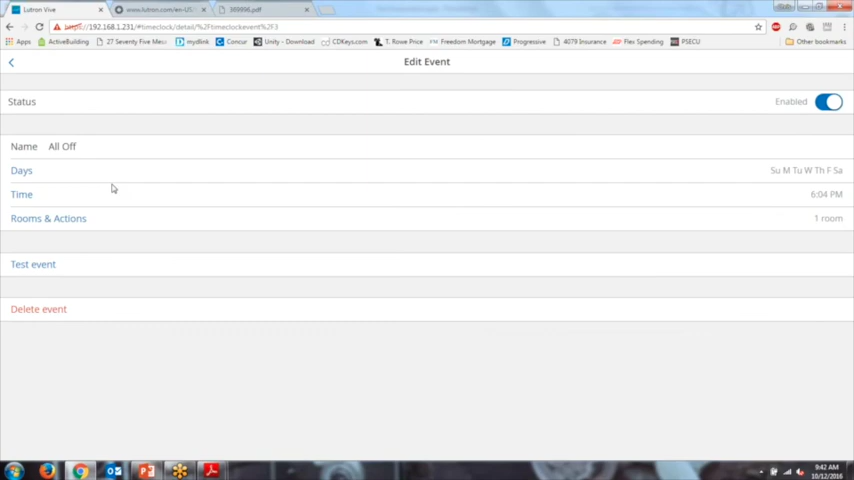 Lutron Vive
www.lutron.com/en-US
369996.pdf
https://192.168.1.231/#timeclock/detail/%2Ftimeclockevent%2F3
Apps ActiveBuilding 27 Seventy Five Mesa mydlink Concur Unity - Download CDKeys.com T. Rowe Price Freedom Mortgage Progressive 4079 Insurance Flex Spending PSECU Other bookmarks
Edit Event
Status Enabled
Name All Off
Days Su M Tu W Th F Sa
Time 6:04 PM
Rooms & Actions 1 room
Test event
Delete event
9:42 AM
10/12/2016